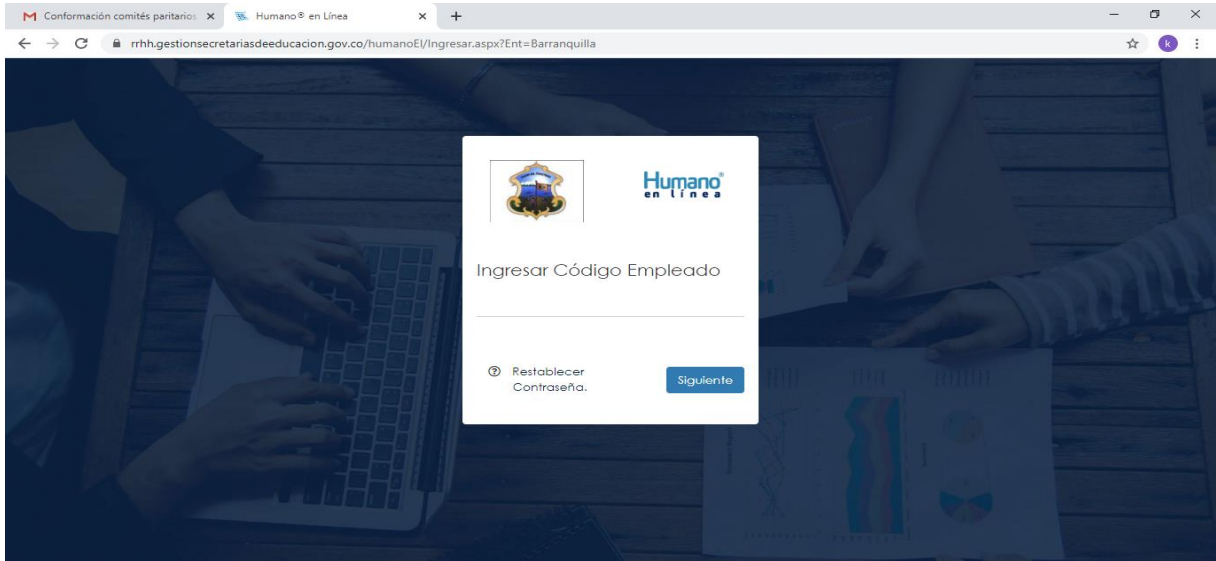 Conformación comités paritarios
Humano® en Línea
rrhh.gestionsecretariasdeeducacion.gov.co/humanoEl/Ingresar.aspx?Ent=Barranquilla
k
Humano®
en línea
Ingresar Código Empleado
Restablecer
Contraseña.
Siguiente